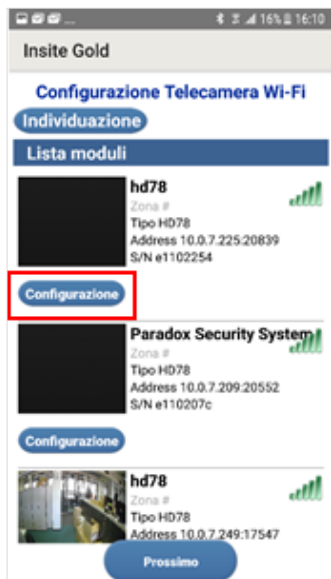 16% 16:10
Insite Gold
Configurazione Telecamera Wi-Fi
Individuazione
Lista moduli
hd78
Zona #
Tipo HD78
Address 10.0.7.225:20839
S/N e1102254
Configurazione
Paradox Security System
Zona #
Tipo HD78
Address 10.0.7.209:20552
S/N e110207c
Configurazione
hd78
Zona #
Tipo HD78
Address 10.0.7.249:17547
Prossimo